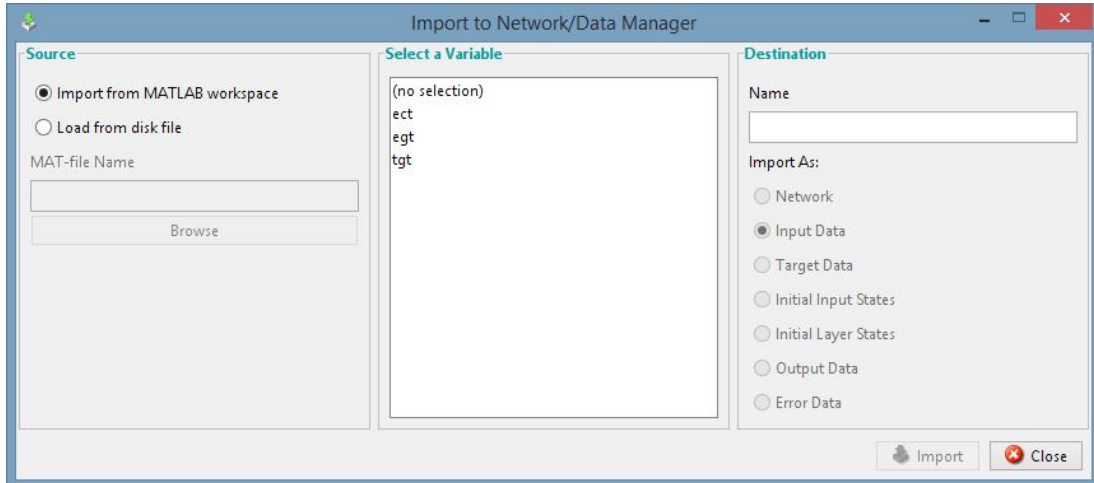 Import to Network/Data Manager
Source
Import from MATLAB workspace
Load from disk file
MAT-file Name
Browse
Select a Variable
(no selection)
ect
egt
tgt
Destination
Name
Import As:
Network
Input Data
Target Data
Initial Input States
Initial Layer States
Output Data
Error Data
Import
Close